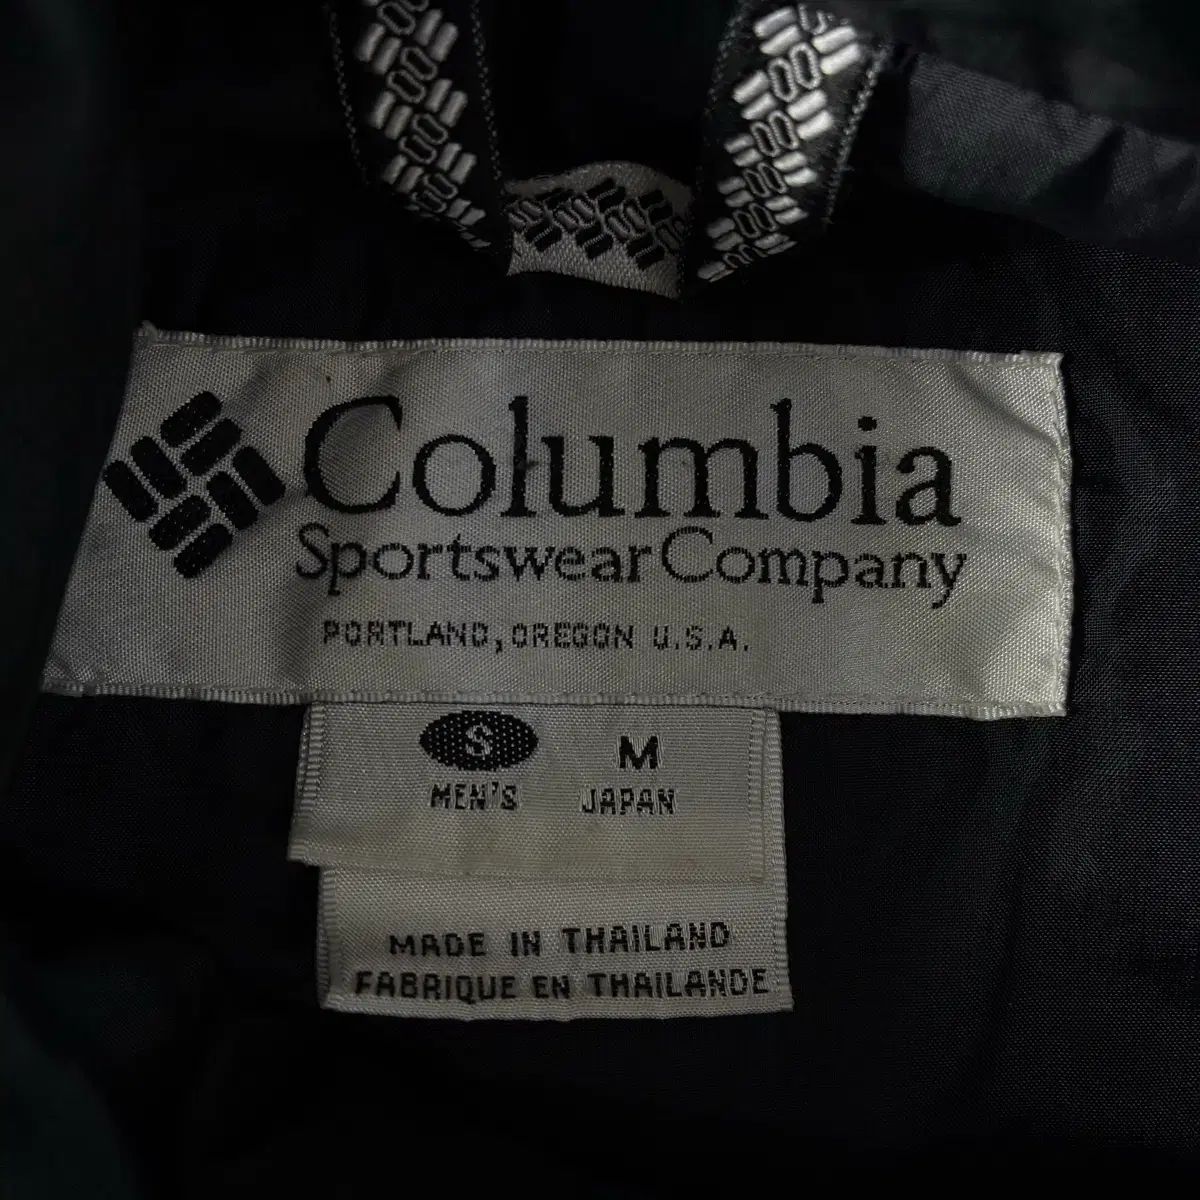 Columbia
Sportswear Company
PORTLAND, OREGON U.S.A.
S M
MEN'S JAPAN
MADE IN THAILAND
FABRIQUE EN THAILANDE